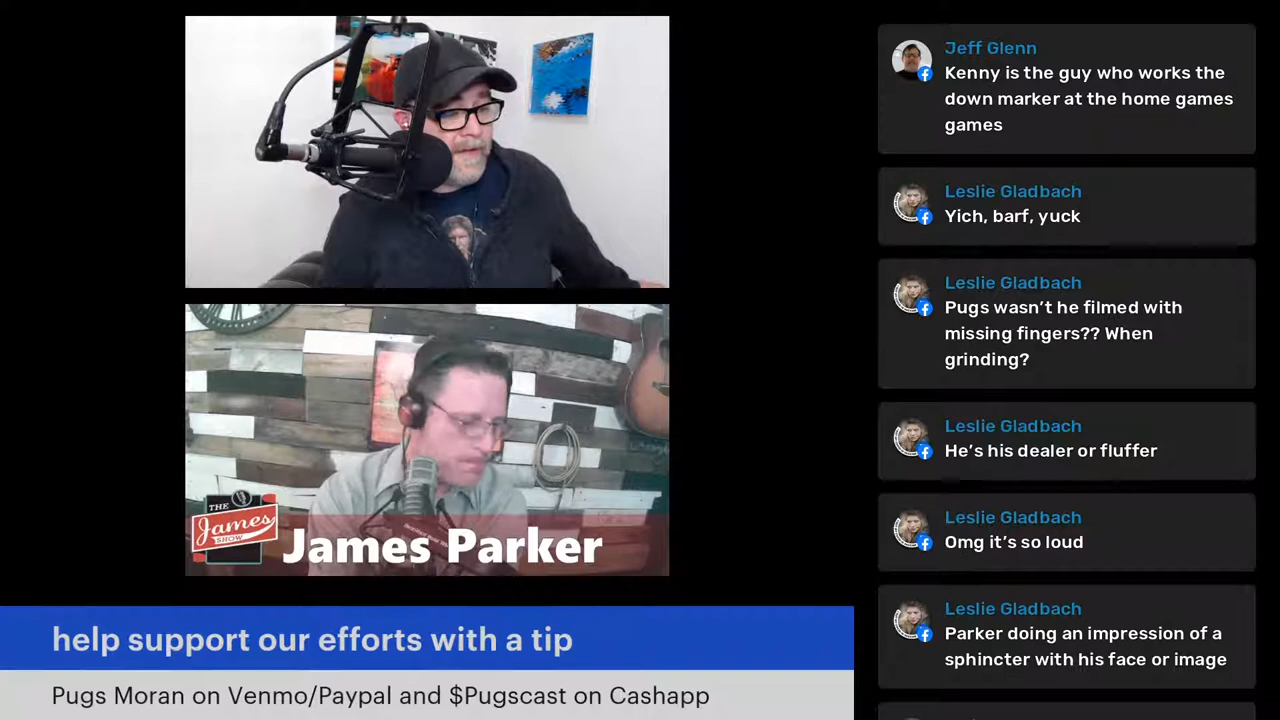 THE
James
SHOW
James Parker
help support our efforts with a tip
Pugs Moran on Venmo/Paypal and $Pugscast on Cashapp
Jeff Glenn
Kenny is the guy who works the
down marker at the home games
games
Leslie Gladbach
Yich, barf, yuck
Leslie Gladbach
Pugs wasn’t he filmed with
missing fingers?? When
grinding?
Leslie Gladbach
He’s his dealer or fluffer
Leslie Gladbach
Omg it’s so loud
Leslie Gladbach
Parker doing an impression of a
sphincter with his face or image